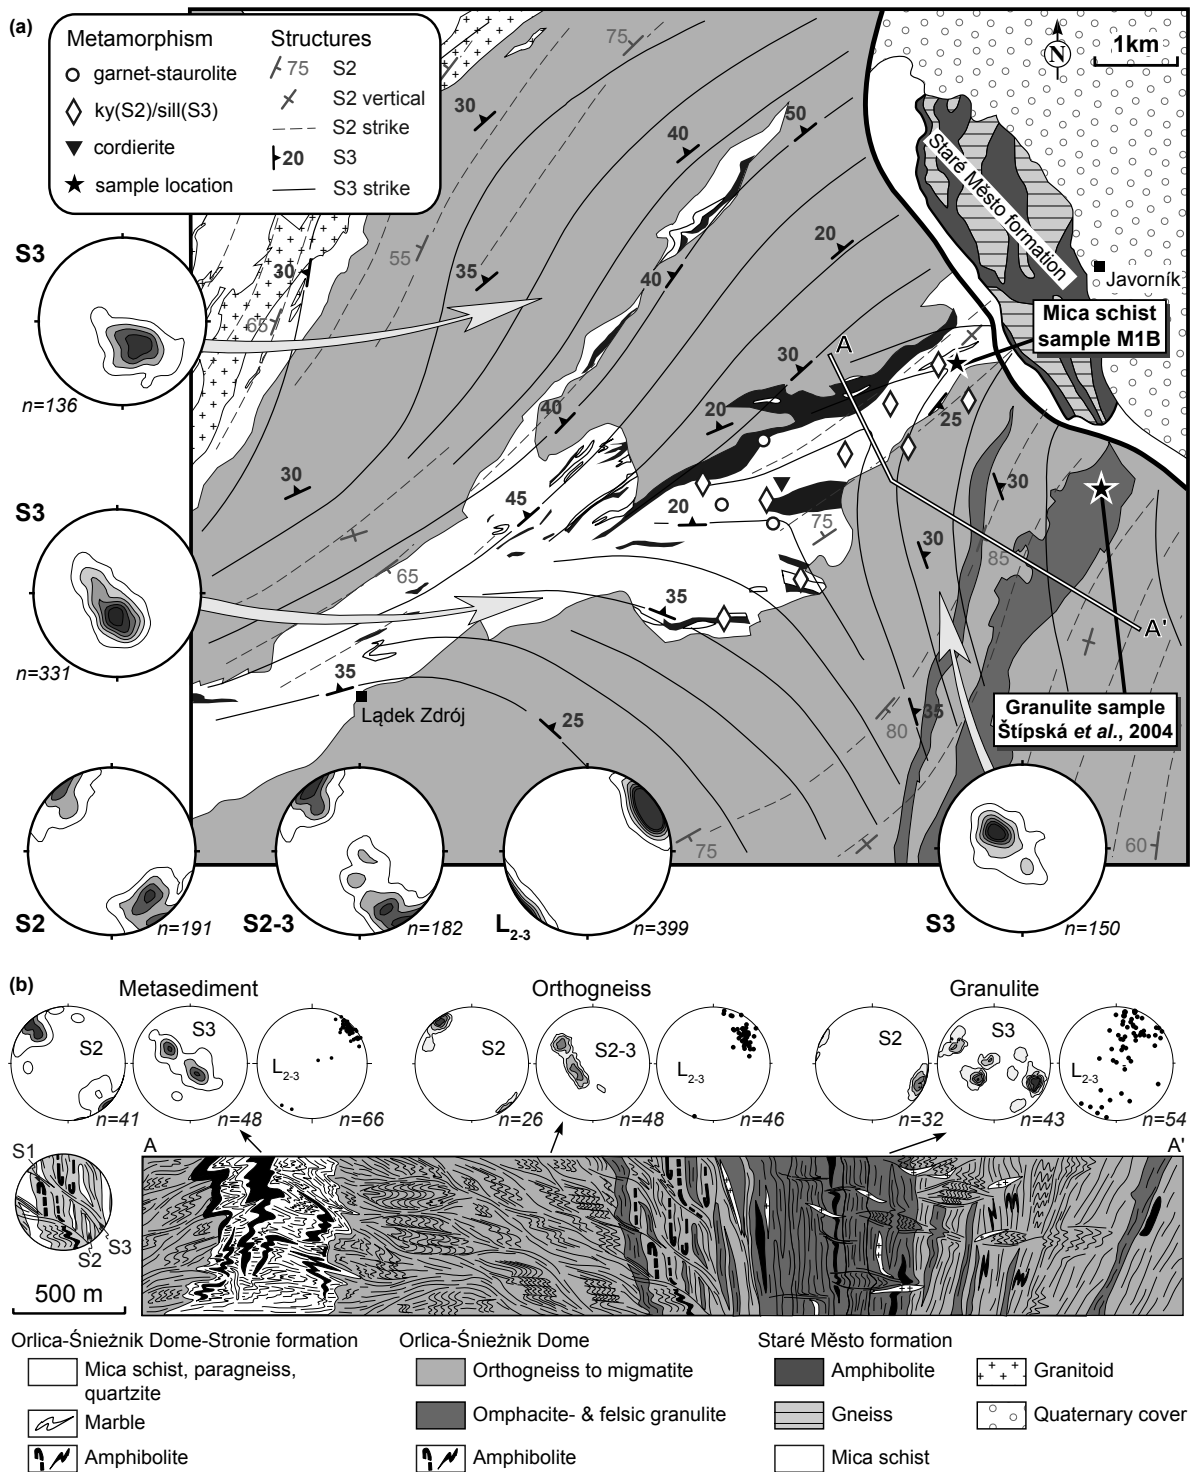 (a)
Metamorphism
garnet-staurolite
ky(S2)/sill(S3)
cordierite
sample location
Structures
75 S2
S2 vertical
S2 strike
20 S3
S3 strike
N
1km
75
30
40
50
20
55
35
40
30
65
Staré Město formation
Javorník
Mica schist
sample M1B
A
30
20
25
40
30
45
20
75
30
30
85
65
35
A'
35
Lądek Zdrój
25
80
35
75
60
Granulite sample
Štípská et al., 2004
S3
n=136
S3
n=331
S2
n=191
S2-3
n=182
L2-3
n=399
S3
n=150
(b)
Metasediment
Orthogneiss
Granulite
S2
n=41
S3
n=48
L2-3
n=66
S2
n=26
S2-3
n=48
L2-3
n=46
S2
n=32
S3
n=43
L2-3
n=54
A
A'
S1
S2
S3
500 m
Orlica-Śnieżnik Dome-Stronie formation
Mica schist, paragneiss,
quartzite
Marble
Amphibolite
Orlica-Śnieżnik Dome
Orthogneiss to migmatite
Omphacite- & felsic granulite
Amphibolite
Staré Město formation
Amphibolite
Gneiss
Mica schist
Granitoid
Quaternary cover